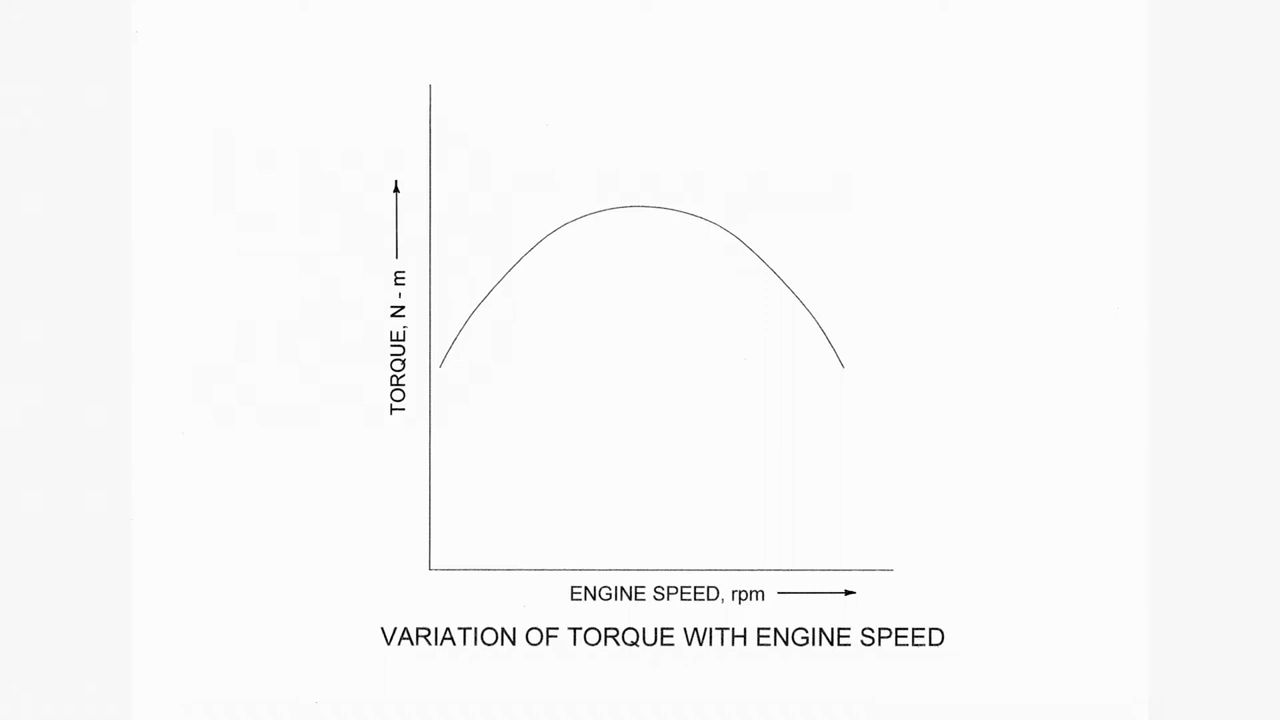 TORQUE, N - m
ENGINE SPEED, rpm
VARIATION OF TORQUE WITH ENGINE SPEED